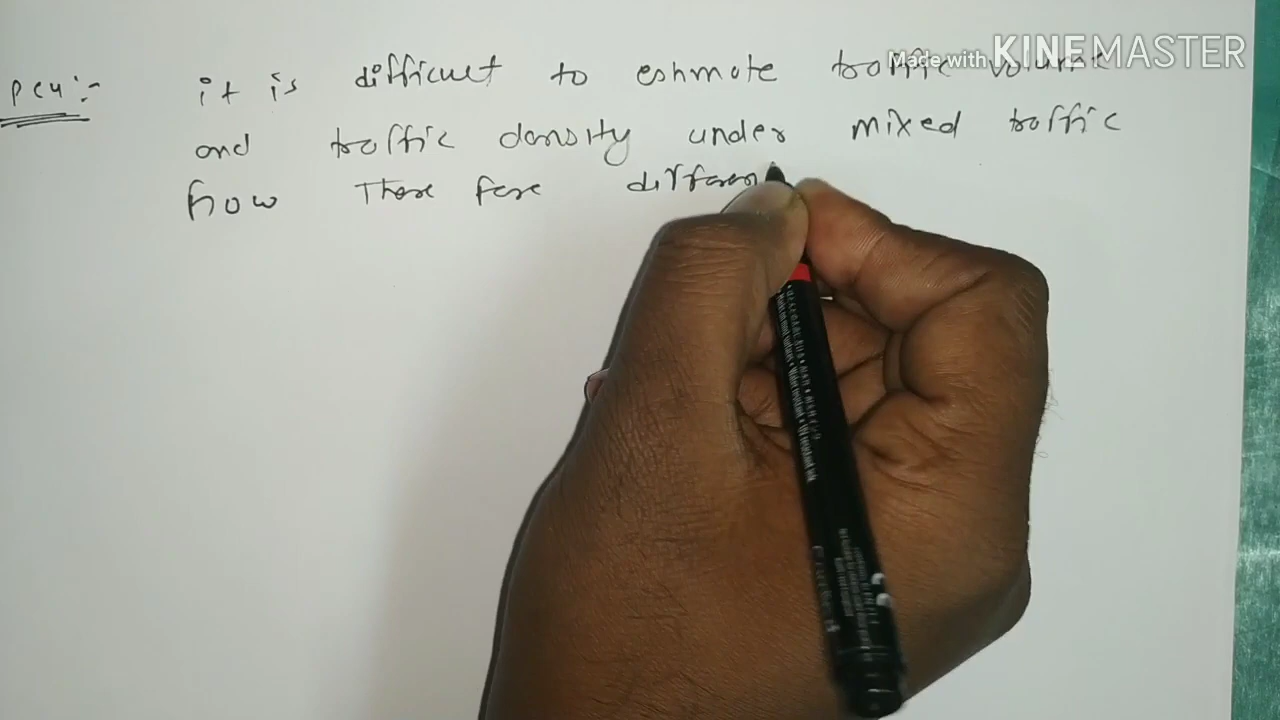 Made with KINEMASTER
PCU:- it is difficult to estimate traffic volume
and traffic density under mixed traffic
flow There fore differen